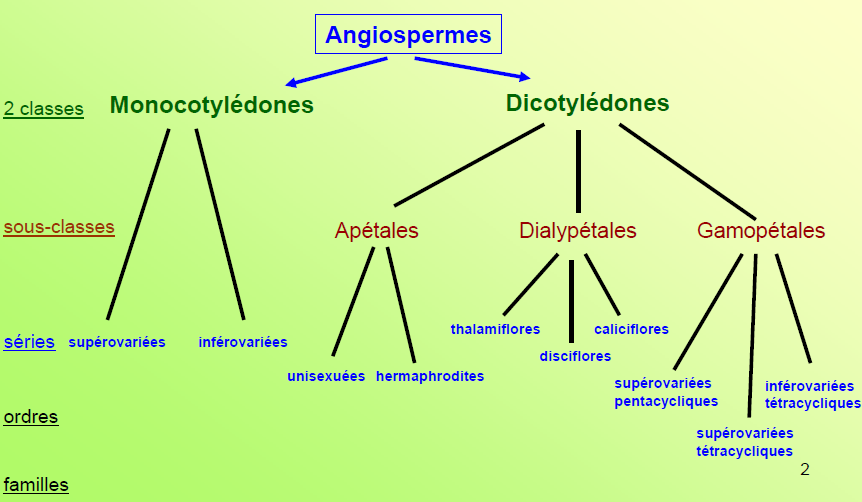 Angiospermes
2 classes
Monocotylédones
Dicotylédones
sous-classes
Apétales
Dialypétales
Gamopétales
séries
supérovariées
inférovariées
unisexuées
hermaphrodites
thalamiflores
disciflores
caliciflores
supérovariées
pentacycliques
supérovariées
tétracycliques
inférovariées
tétracycliques
ordres
familles
2